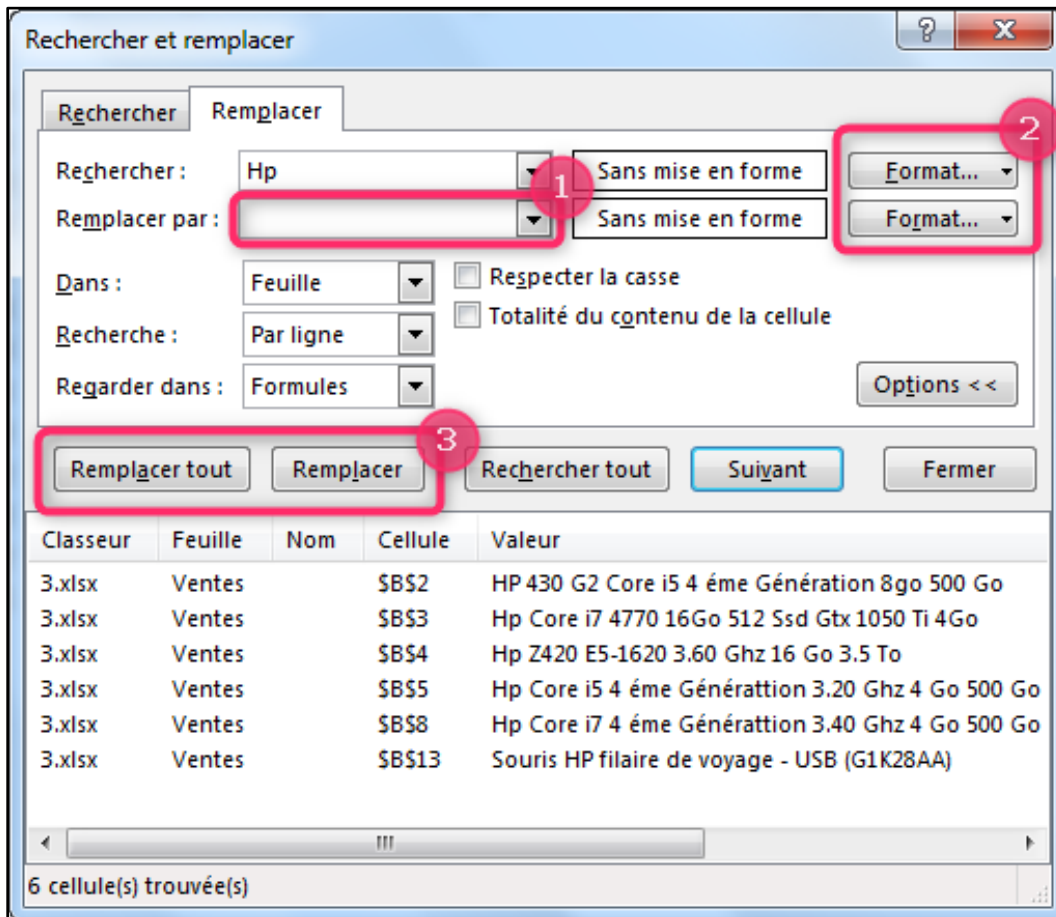 Rechercher et remplacer
?
X
Rechercher Remplacer
2
Rechercher : Hp Sans mise en forme Format...
1
Remplacer par : Sans mise en forme Format...
Dans : Feuille Respecter la casse
Totalité du contenu de la cellule
Recherche : Par ligne
Regarder dans : Formules Options <<
3
Remplacer tout Remplacer Rechercher tout Suivant Fermer
Classeur Feuille Nom Cellule Valeur
3.xlsx Ventes $B$2 HP 430 G2 Core i5 4 éme Génération 8go 500 Go
3.xlsx Ventes $B$3 Hp Core i7 4770 16Go 512 Ssd Gtx 1050 Ti 4Go
3.xlsx Ventes $B$4 Hp Z420 E5-1620 3.60 Ghz 16 Go 3.5 To
3.xlsx Ventes $B$5 Hp Core i5 4 éme Générattion 3.20 Ghz 4 Go 500 Go
3.xlsx Ventes $B$8 Hp Core i7 4 éme Générattion 3.40 Ghz 4 Go 500 Go
3.xlsx Ventes $B$13 Souris HP filaire de voyage - USB (G1K28AA)
6 cellule(s) trouvée(s)